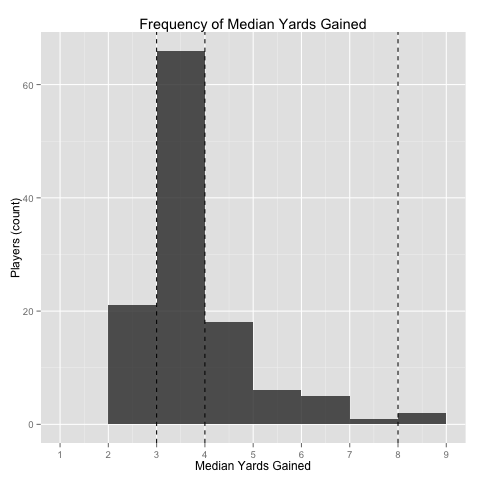 Frequency of Median Yards Gained
Players (count)
60
40
20
0
1 2 3 4 5 6 7 8 9
Median Yards Gained